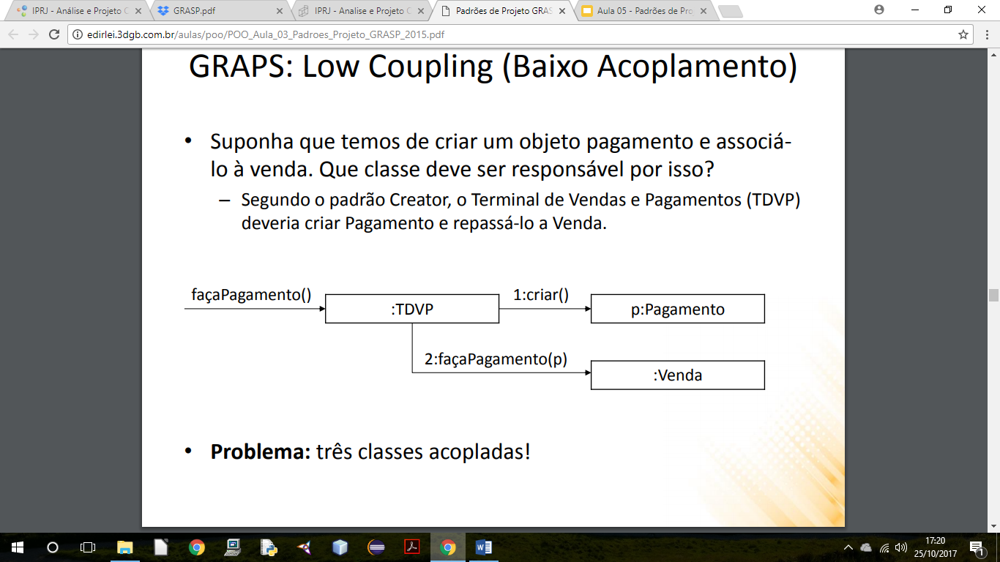 IPRJ - Análise e Projeto C
GRASP.pdf
IPRJ - Analise e Projeto C
Padrões de Projeto GRAS
Aula 05 - Padrões de Pro
edirlei.3dgb.com.br/aulas/poo/POO_Aula_03_Padroes_Projeto_GRASP_2015.pdf
GRAPS: Low Coupling (Baixo Acoplamento)
• Suponha que temos de criar um objeto pagamento e associá-
lo à venda. Que classe deve ser responsável por isso?
– Segundo o padrão Creator, o Terminal de Vendas e Pagamentos (TDVP)
deveria criar Pagamento e repassá-lo a Venda.
façaPagamento()
:TDVP
1:criar()
p:Pagamento
2:façaPagamento(p)
:Venda
• Problema: três classes acopladas!
17:20
25/10/2017
1